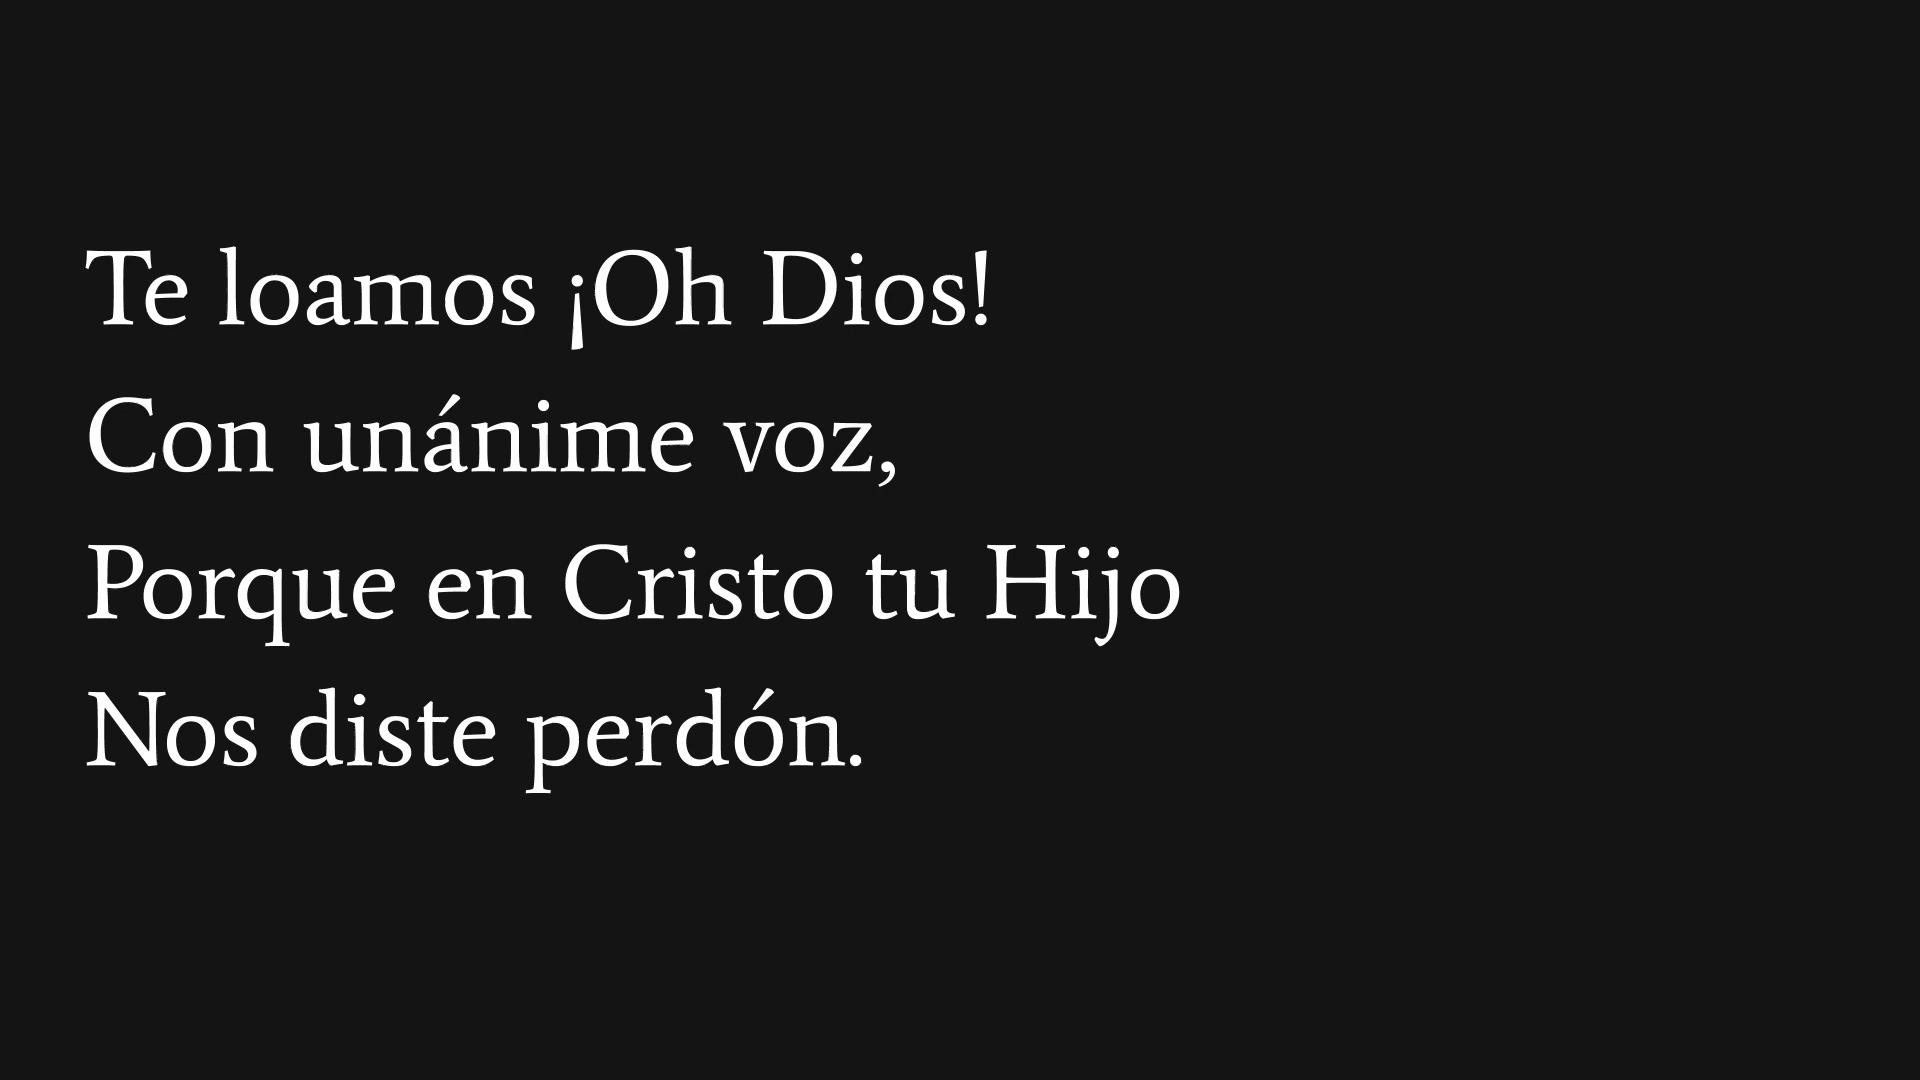 Te loamos ¡Oh Dios!
Con unánime voz,
Porque en Cristo tu Hijo
Nos diste perdón.